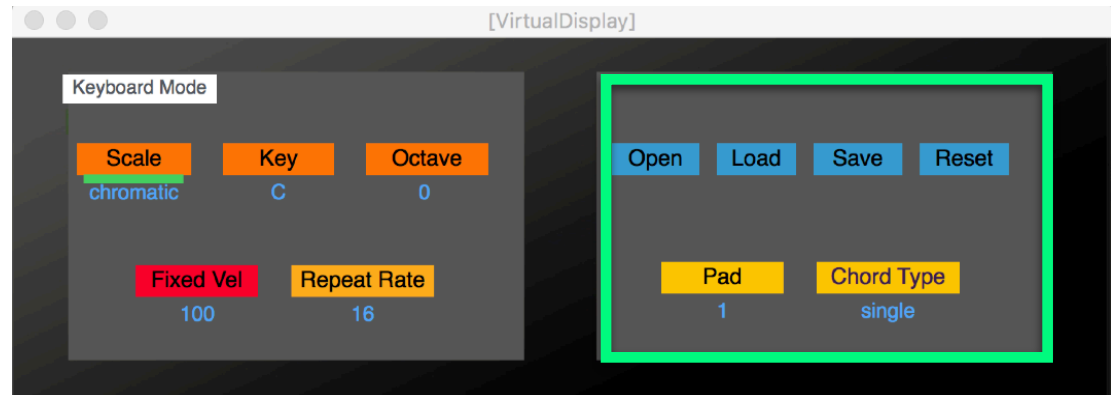 [VirtualDisplay]
Keyboard Mode
Scale Key Octave
chromatic C 0
Fixed Vel Repeat Rate
100 16
Open Load Save Reset
Pad Chord Type
1 single